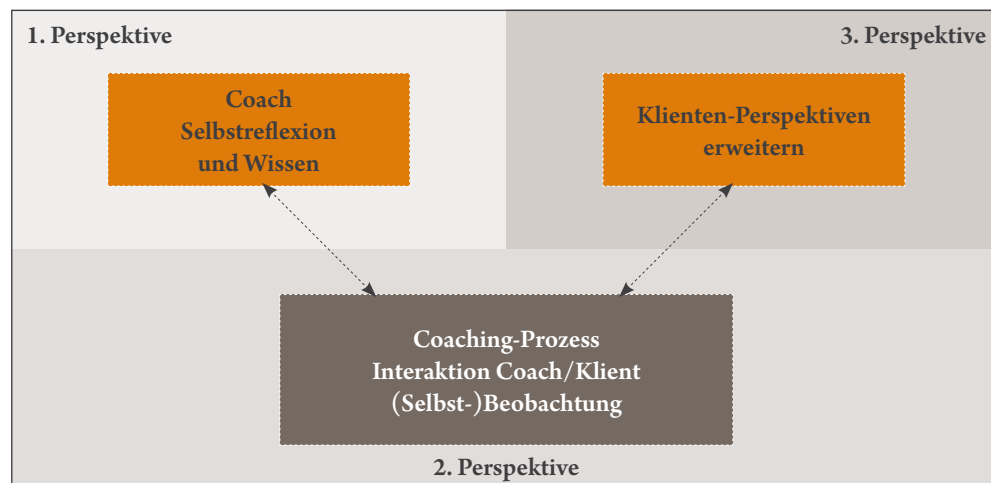 1. Perspektive
Coach
Selbstreflexion
und Wissen
3. Perspektive
Klienten-Perspektiven
erweitern
Coaching-Prozess
Interaktion Coach/Klient
(Selbst-)Beobachtung
2. Perspektive